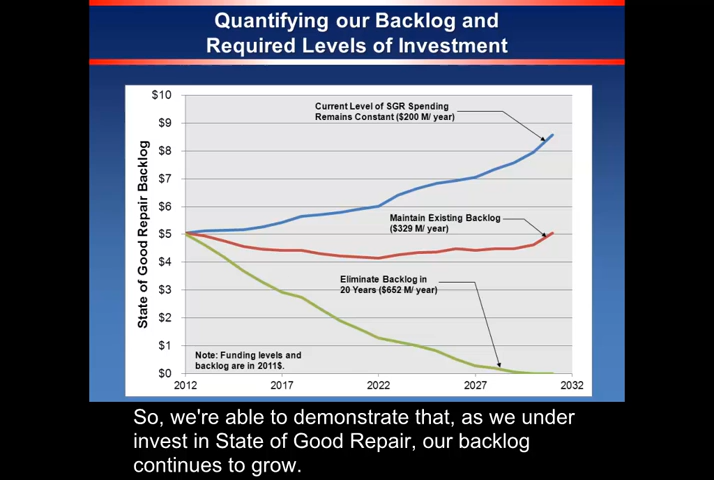 Quantifying our Backlog and
Required Levels of Investment
State of Good Repair Backlog
$10
$9
$8
$7
$6
$5
$4
$3
$2
$1
$0
Current Level of SGR Spending
Remains Constant ($200 M/ year)
Maintain Existing Backlog
($329 M/ year)
Eliminate Backlog in
20 Years ($652 M/ year)
Note: Funding levels and
backlog are in 2011$.
2012
2017
2022
2027
2032
So, we're able to demonstrate that, as we under
invest in State of Good Repair, our backlog
continues to grow.